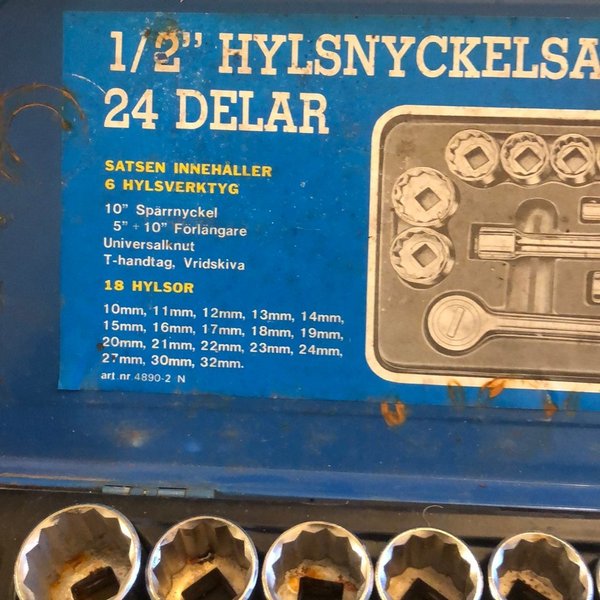 1/2” HYLSNYCKELSA
24 DELAR
SATSEN INNEHÅLLER
6 HYLSVERKTYG
10” Spärrnyckel
5” + 10” Förlängare
Universalknut
T-handtag, Vridskiva
18 HYLSOR
10mm, 11mm, 12mm, 13mm, 14mm,
15mm, 16mm, 17mm, 18mm, 19mm,
20mm, 21mm, 22mm, 23mm, 24mm,
27mm, 30mm, 32mm.
art. nr. 4890-2 N